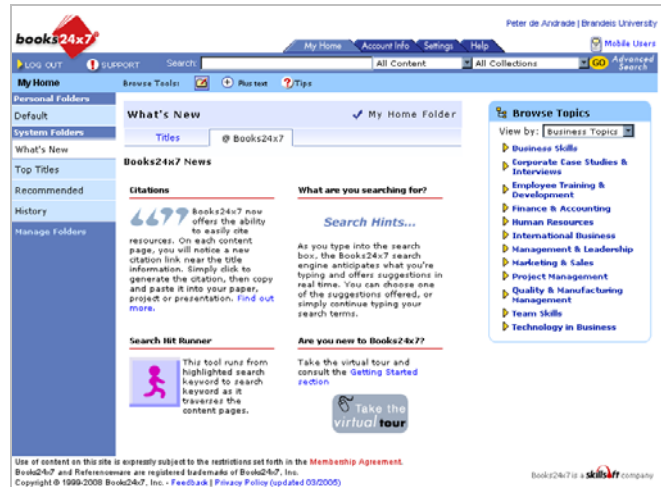 Peter de Andrade | Brandeis University
books24x7
My Home Account Info Settings Help Mobile Users
LOG OUT SUPPORT Search: All Content All Collections GO Advanced Search
My Home Browse Tools: Plus text Tips
Personal Folders
Default
System Folders
What's New
Top Titles
Recommended
History
Manage Folders
What's New My Home Folder
Titles @ Books24x7
Books24x7 News
Citations
Books24x7 now
offers the ability
to easily cite
resources. On each content
page, you will notice a new
citation link near the title
information. Simply click to
generate the citation, then copy
and paste it into your paper,
project or presentation. Find out
more.
What are you searching for?
Search Hints...
As you type into the search
box, the Books24x7 search
engine anticipates what you're
typing and offers suggestions in
real time. You can choose one
of the suggestions offered, or
simply continue typing your
search terms.
Search Hit Runner
This tool runs from
highlighted search
keyword to search
keyword as it
traverses the
content pages.
Are you new to Books24x7?
Take the virtual tour and
consult the Getting Started
section
Take the
virtual tour
Browse Topics
View by: Business Topics
Business Skills
Corporate Case Studies &
Interviews
Employee Training &
Development
Finance & Accounting
Human Resources
International Business
Management & Leadership
Marketing & Sales
Project Management
Quality & Manufacturing
Management
Team Skills
Technology in Business
Use of content on this site is expressly subject to the restrictions set forth in the Membership Agreement.
Books24x7 and Referenceware are registered trademarks of Books24x7, Inc.
Copyright © 1999-2008 Books24x7, Inc. - Feedback | Privacy Policy (updated 03/2005)
Books24x7 is a skillsoft company